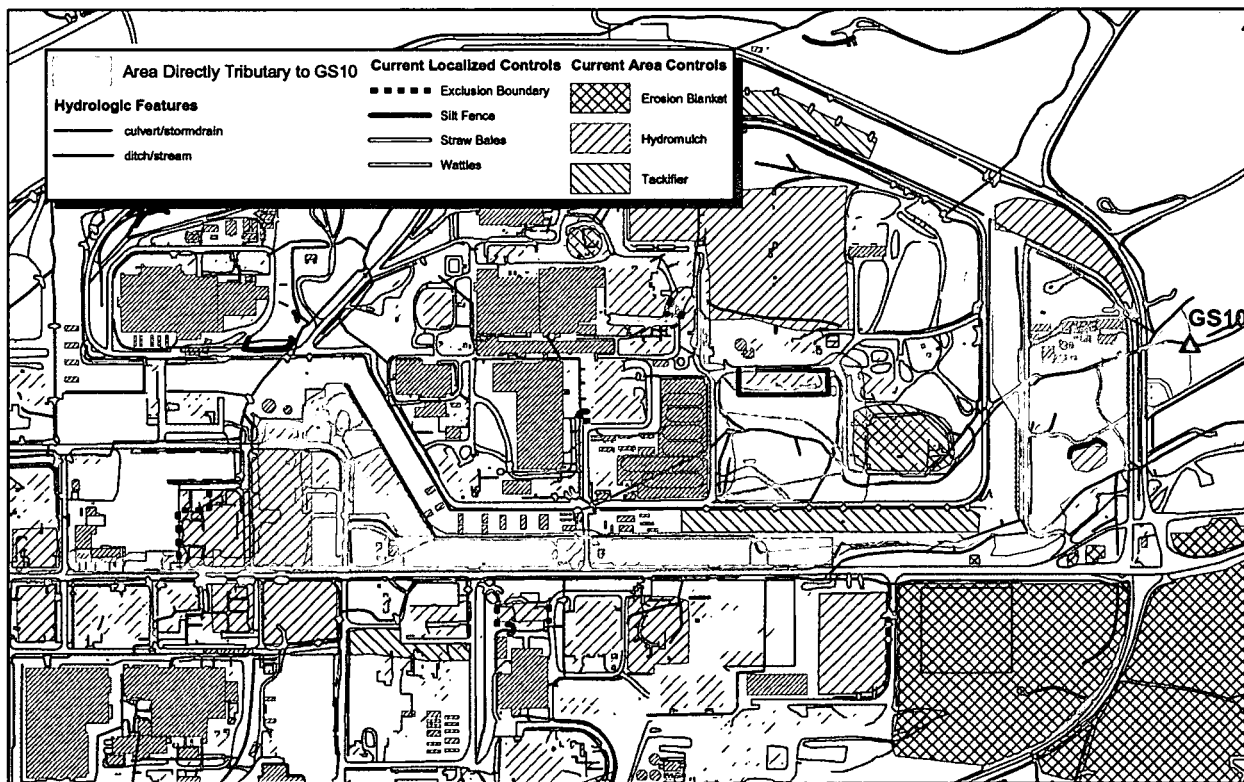 Area Directly Tributary to GS10
Hydrologic Features
culvert/stormdrain
ditch/stream
Current Localized Controls
Exclusion Boundary
Silt Fence
Straw Bales
Wattles
Current Area Controls
Erosion Blanket
Hydromulch
Tackifier
GS10